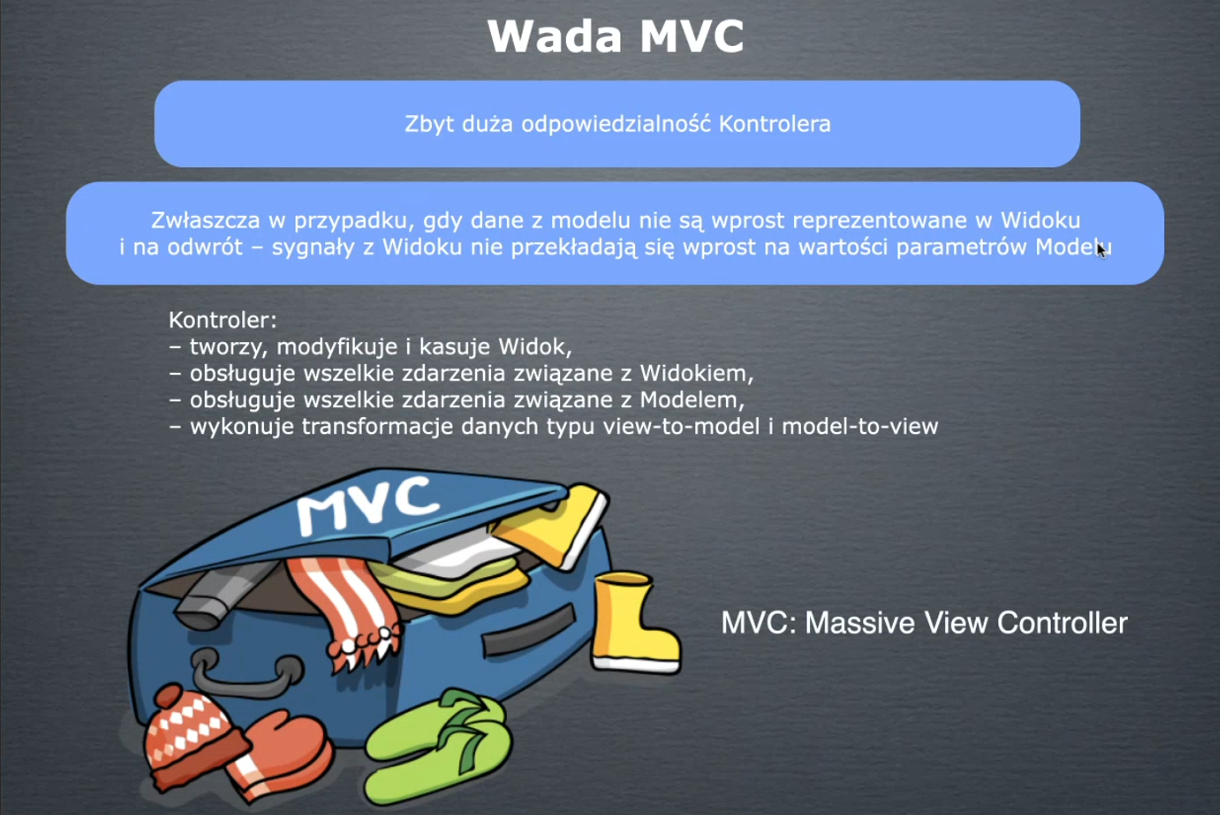 Wada MVC
Zbyt duża odpowiedzialność Kontrolera
Zwłaszcza w przypadku, gdy dane z modelu nie są wprost reprezentowane w Widoku
i na odwrót – sygnały z Widoku nie przekładają się wprost na wartości parametrów Modelu
Kontroler:
– tworzy, modyfikuje i kasuje Widok,
– obsługuje wszelkie zdarzenia związane z Widokiem,
– obsługuje wszelkie zdarzenia związane z Modelem,
– wykonuje transformacje danych typu view-to-model i model-to-view
MVC
MVC: Massive View Controller